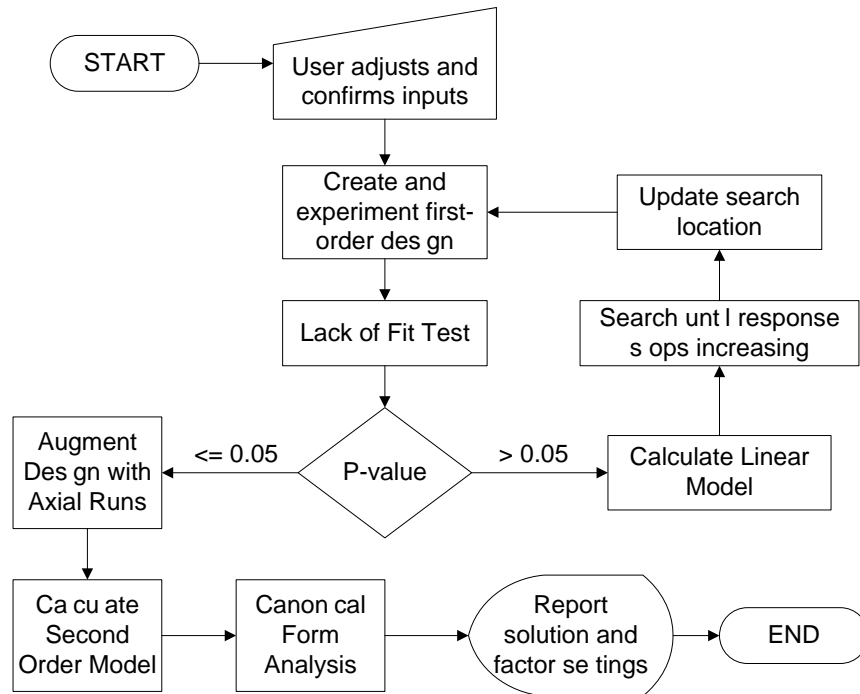 START
User adjusts and
confirms inputs
Create and
experiment first-
order des gn
Update search
location
Lack of Fit Test
Search unt l response
s ops increasing
Augment
Des gn with
Axial Runs
<= 0.05
P-value
> 0.05
Calculate Linear
Model
Ca cu ate
Second
Order Model
Canon cal
Form
Analysis
Report
solution and
factor se tings
END